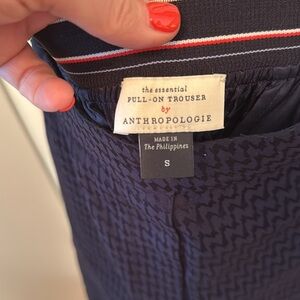 the essential
PULL-ON TROUSER
by
ANTHROPOLOGIE
MADE IN
The Philippines
S